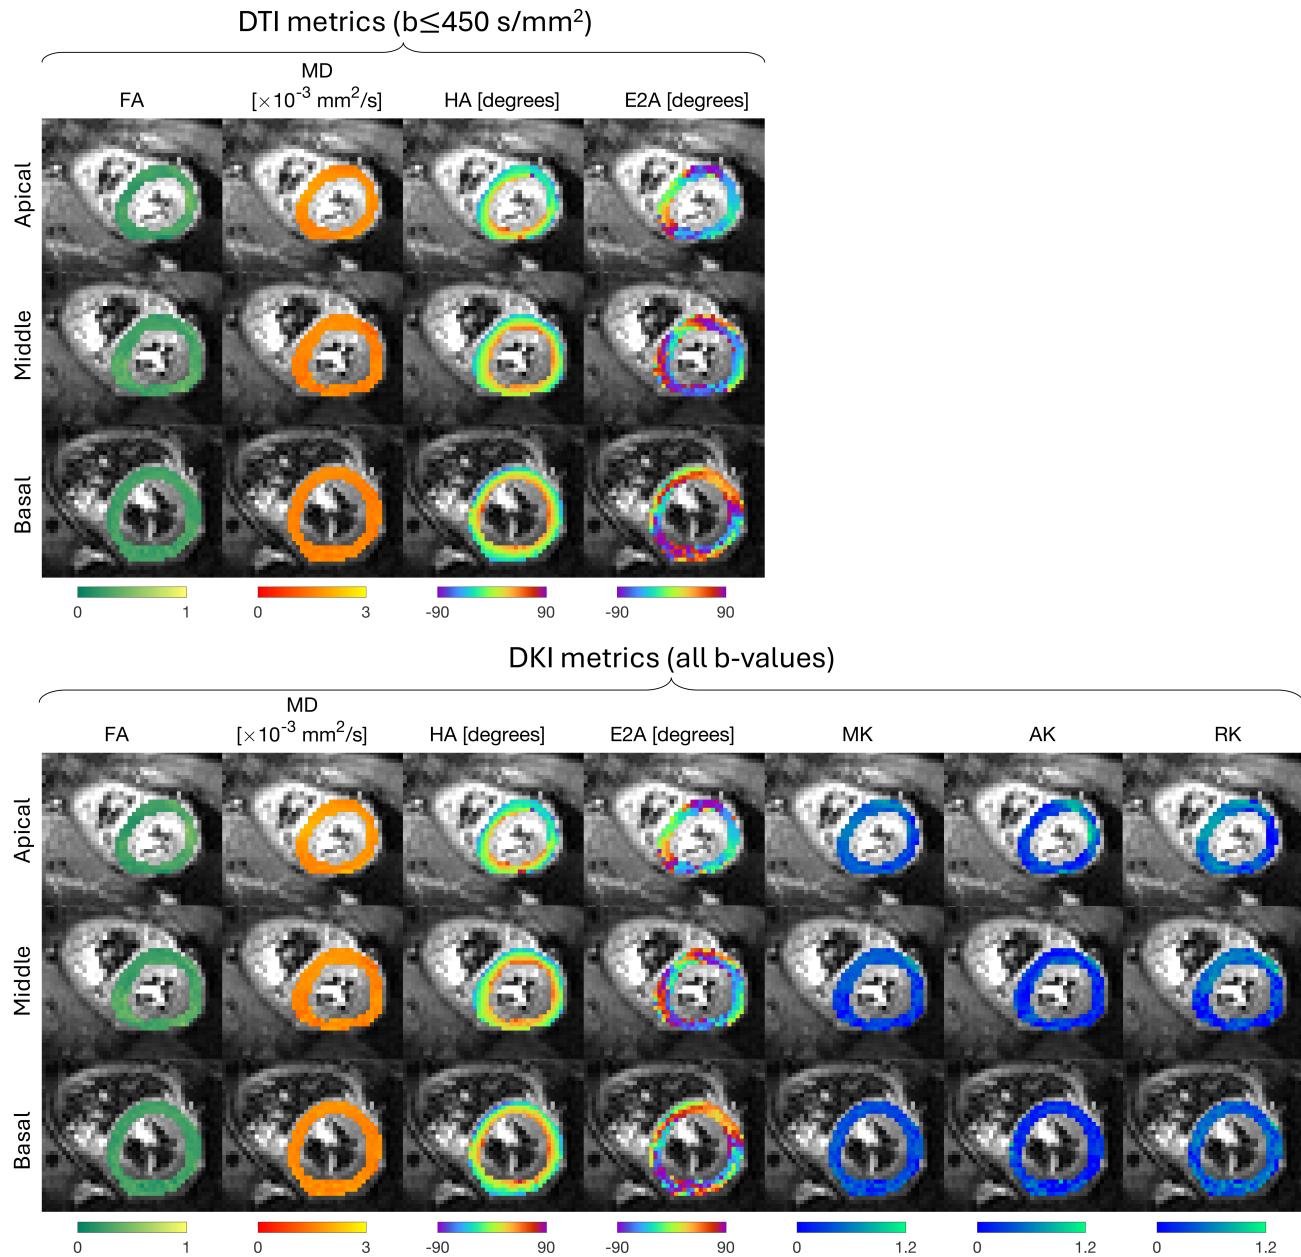 DTI metrics (b≤450 s/mm²)
MD
FA [×10⁻³ mm²/s] HA [degrees] E2A [degrees]
Apical
Middle
Basal
0 1 0 3 -90 90 -90 90
DKI metrics (all b-values)
MD
FA [×10⁻³ mm²/s] HA [degrees] E2A [degrees] MK AK RK
Apical
Middle
Basal
0 1 0 3 -90 90 -90 90 0 1.2 0 1.2 0 1.2